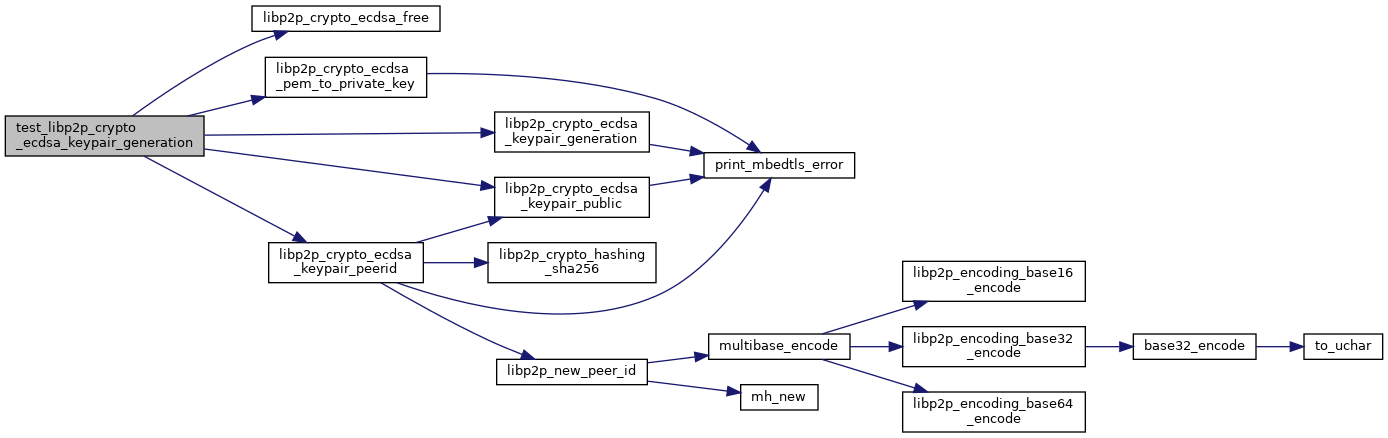 libp2p_crypto_ecdsa_free
libp2p_crypto_ecdsa
_pem_to_private_key
test_libp2p_crypto
_ecdsa_keypair_generation
libp2p_crypto_ecdsa
_keypair_generation
print_mbedtls_error
libp2p_crypto_ecdsa
_keypair_public
libp2p_crypto_ecdsa
_keypair_peerid
libp2p_crypto_hashing
_sha256
libp2p_encoding_base16
_encode
multibase_encode
libp2p_encoding_base32
_encode
base32_encode
to_uchar
libp2p_new_peer_id
mh_new
libp2p_encoding_base64
_encode